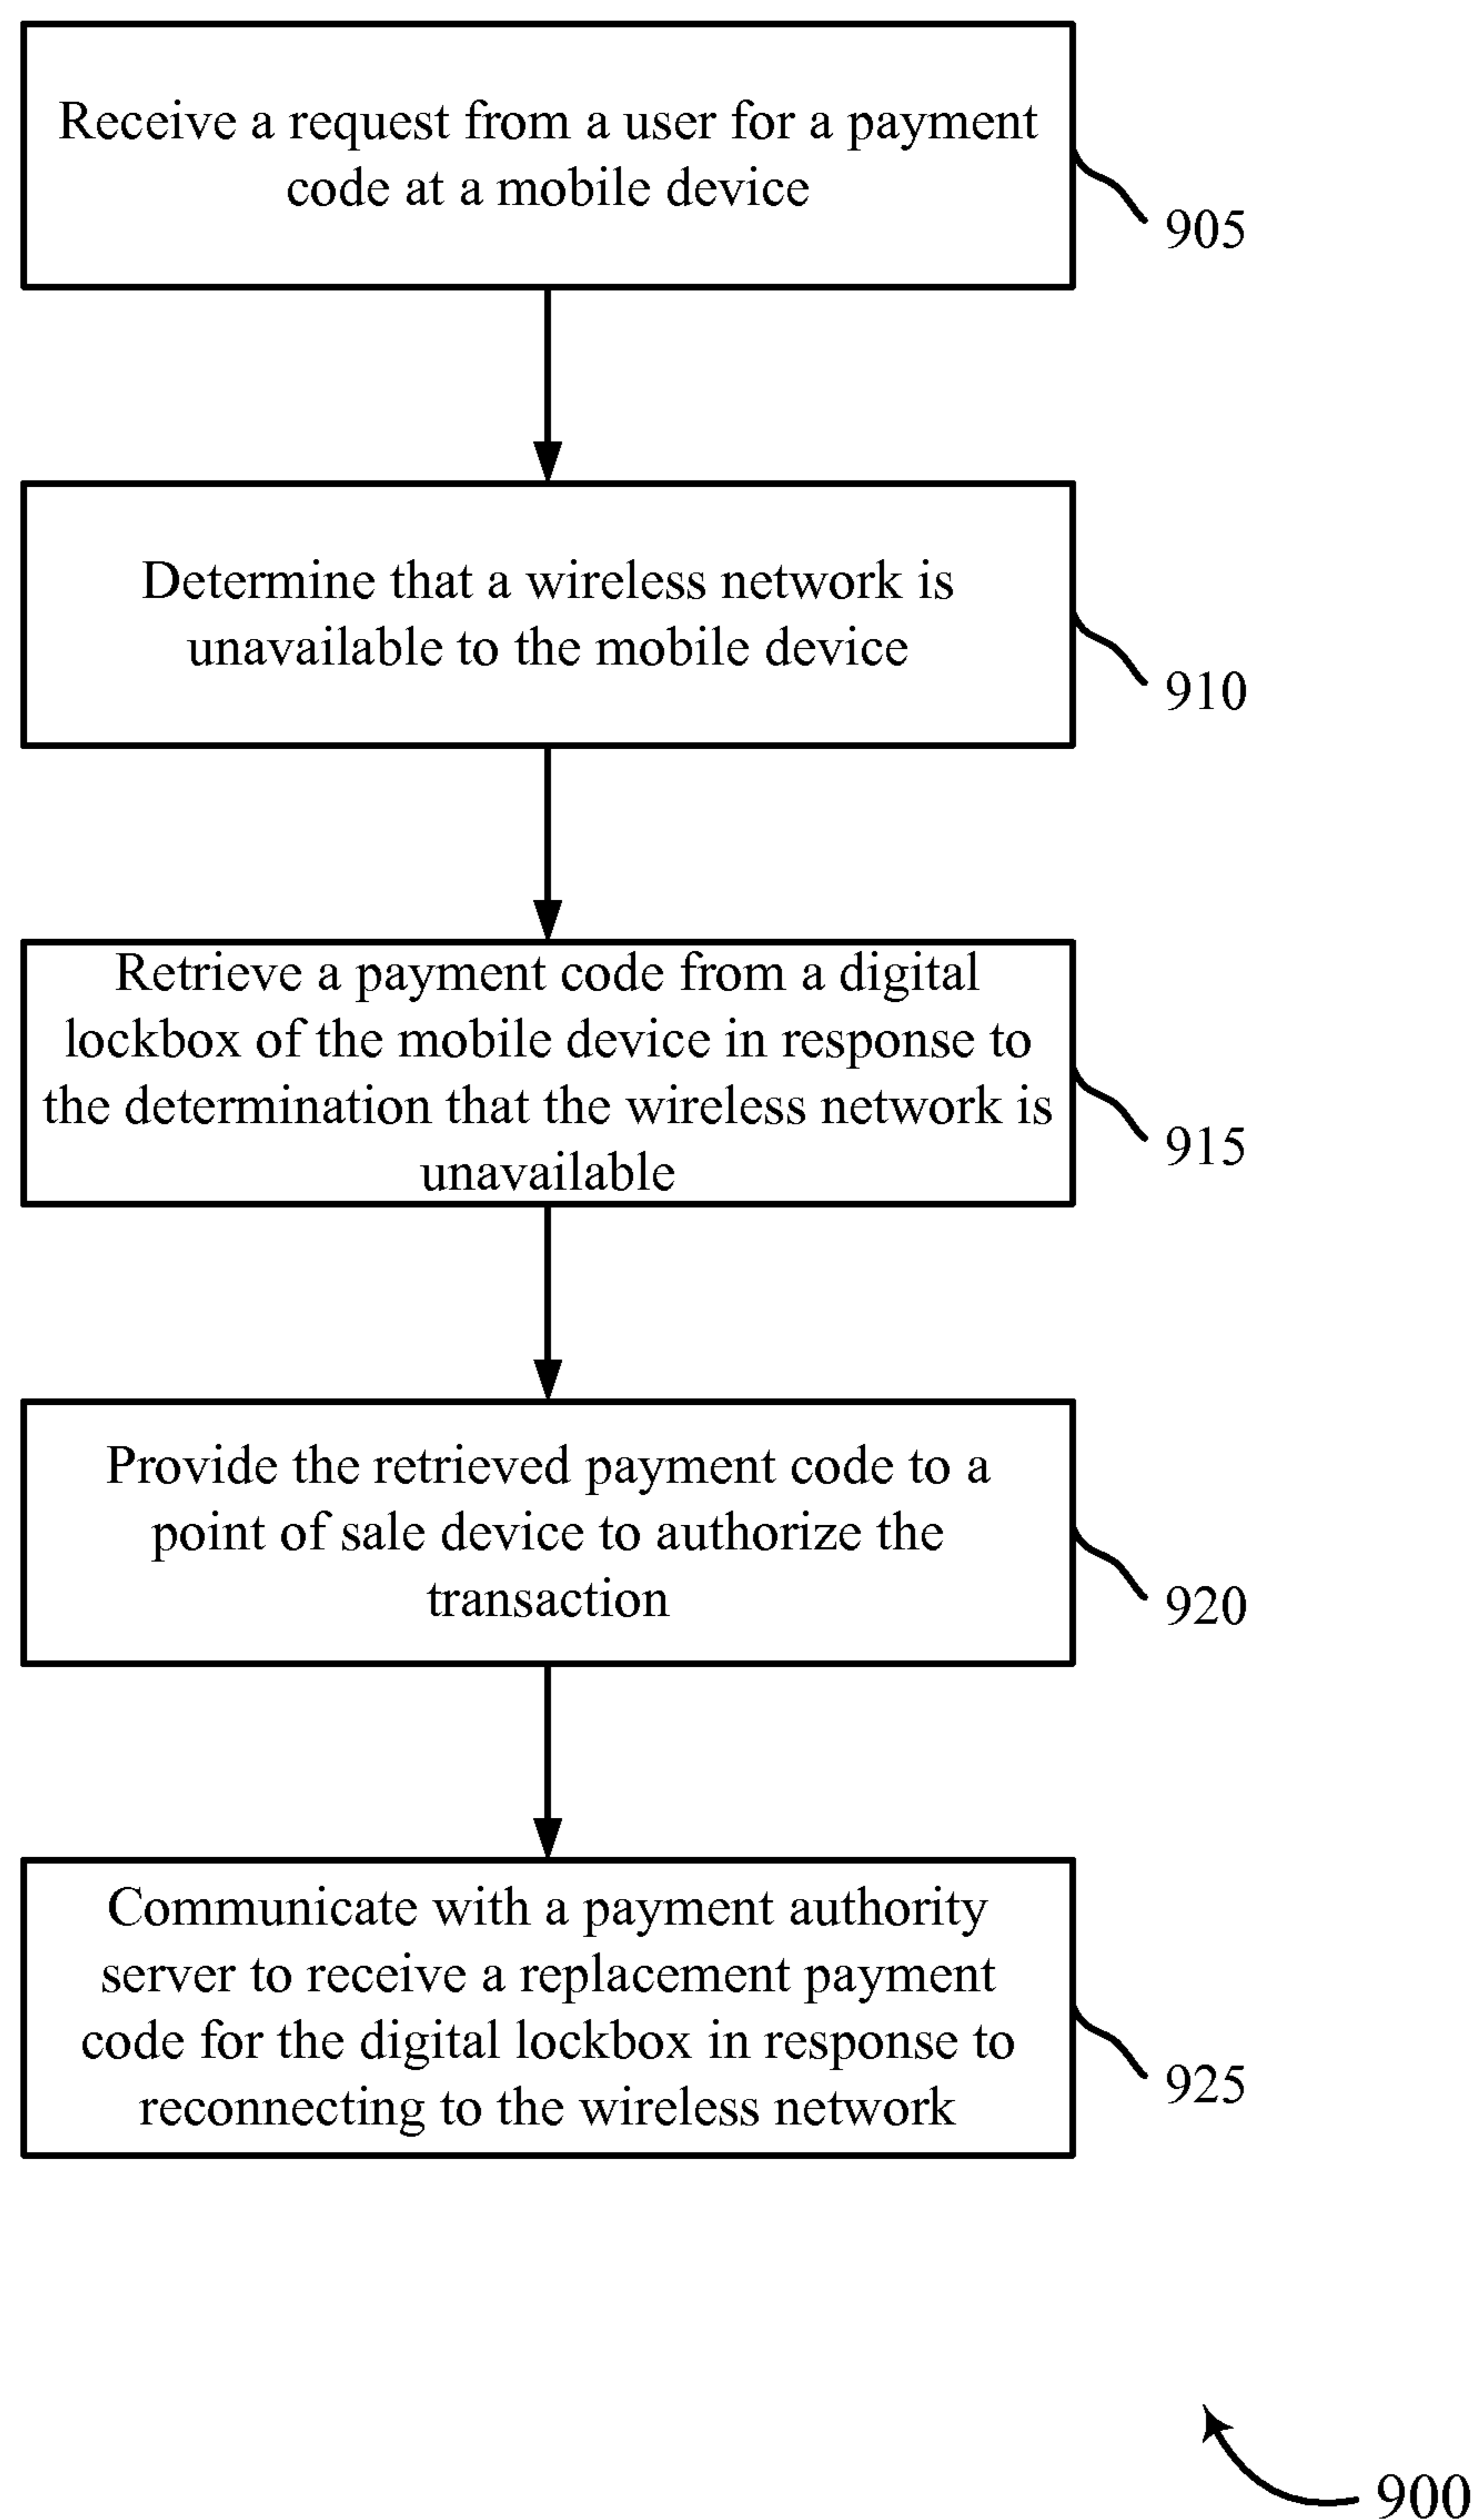 Receive a request from a user for a payment
code at a mobile device
905
Determine that a wireless network is
unavailable to the mobile device
910
Retrieve a payment code from a digital
lockbox of the mobile device in response to
the determination that the wireless network is
unavailable
915
Provide the retrieved payment code to a
point of sale device to authorize the
transaction
920
Communicate with a payment authority
server to receive a replacement payment
code for the digital lockbox in response to
reconnecting to the wireless network
925
900